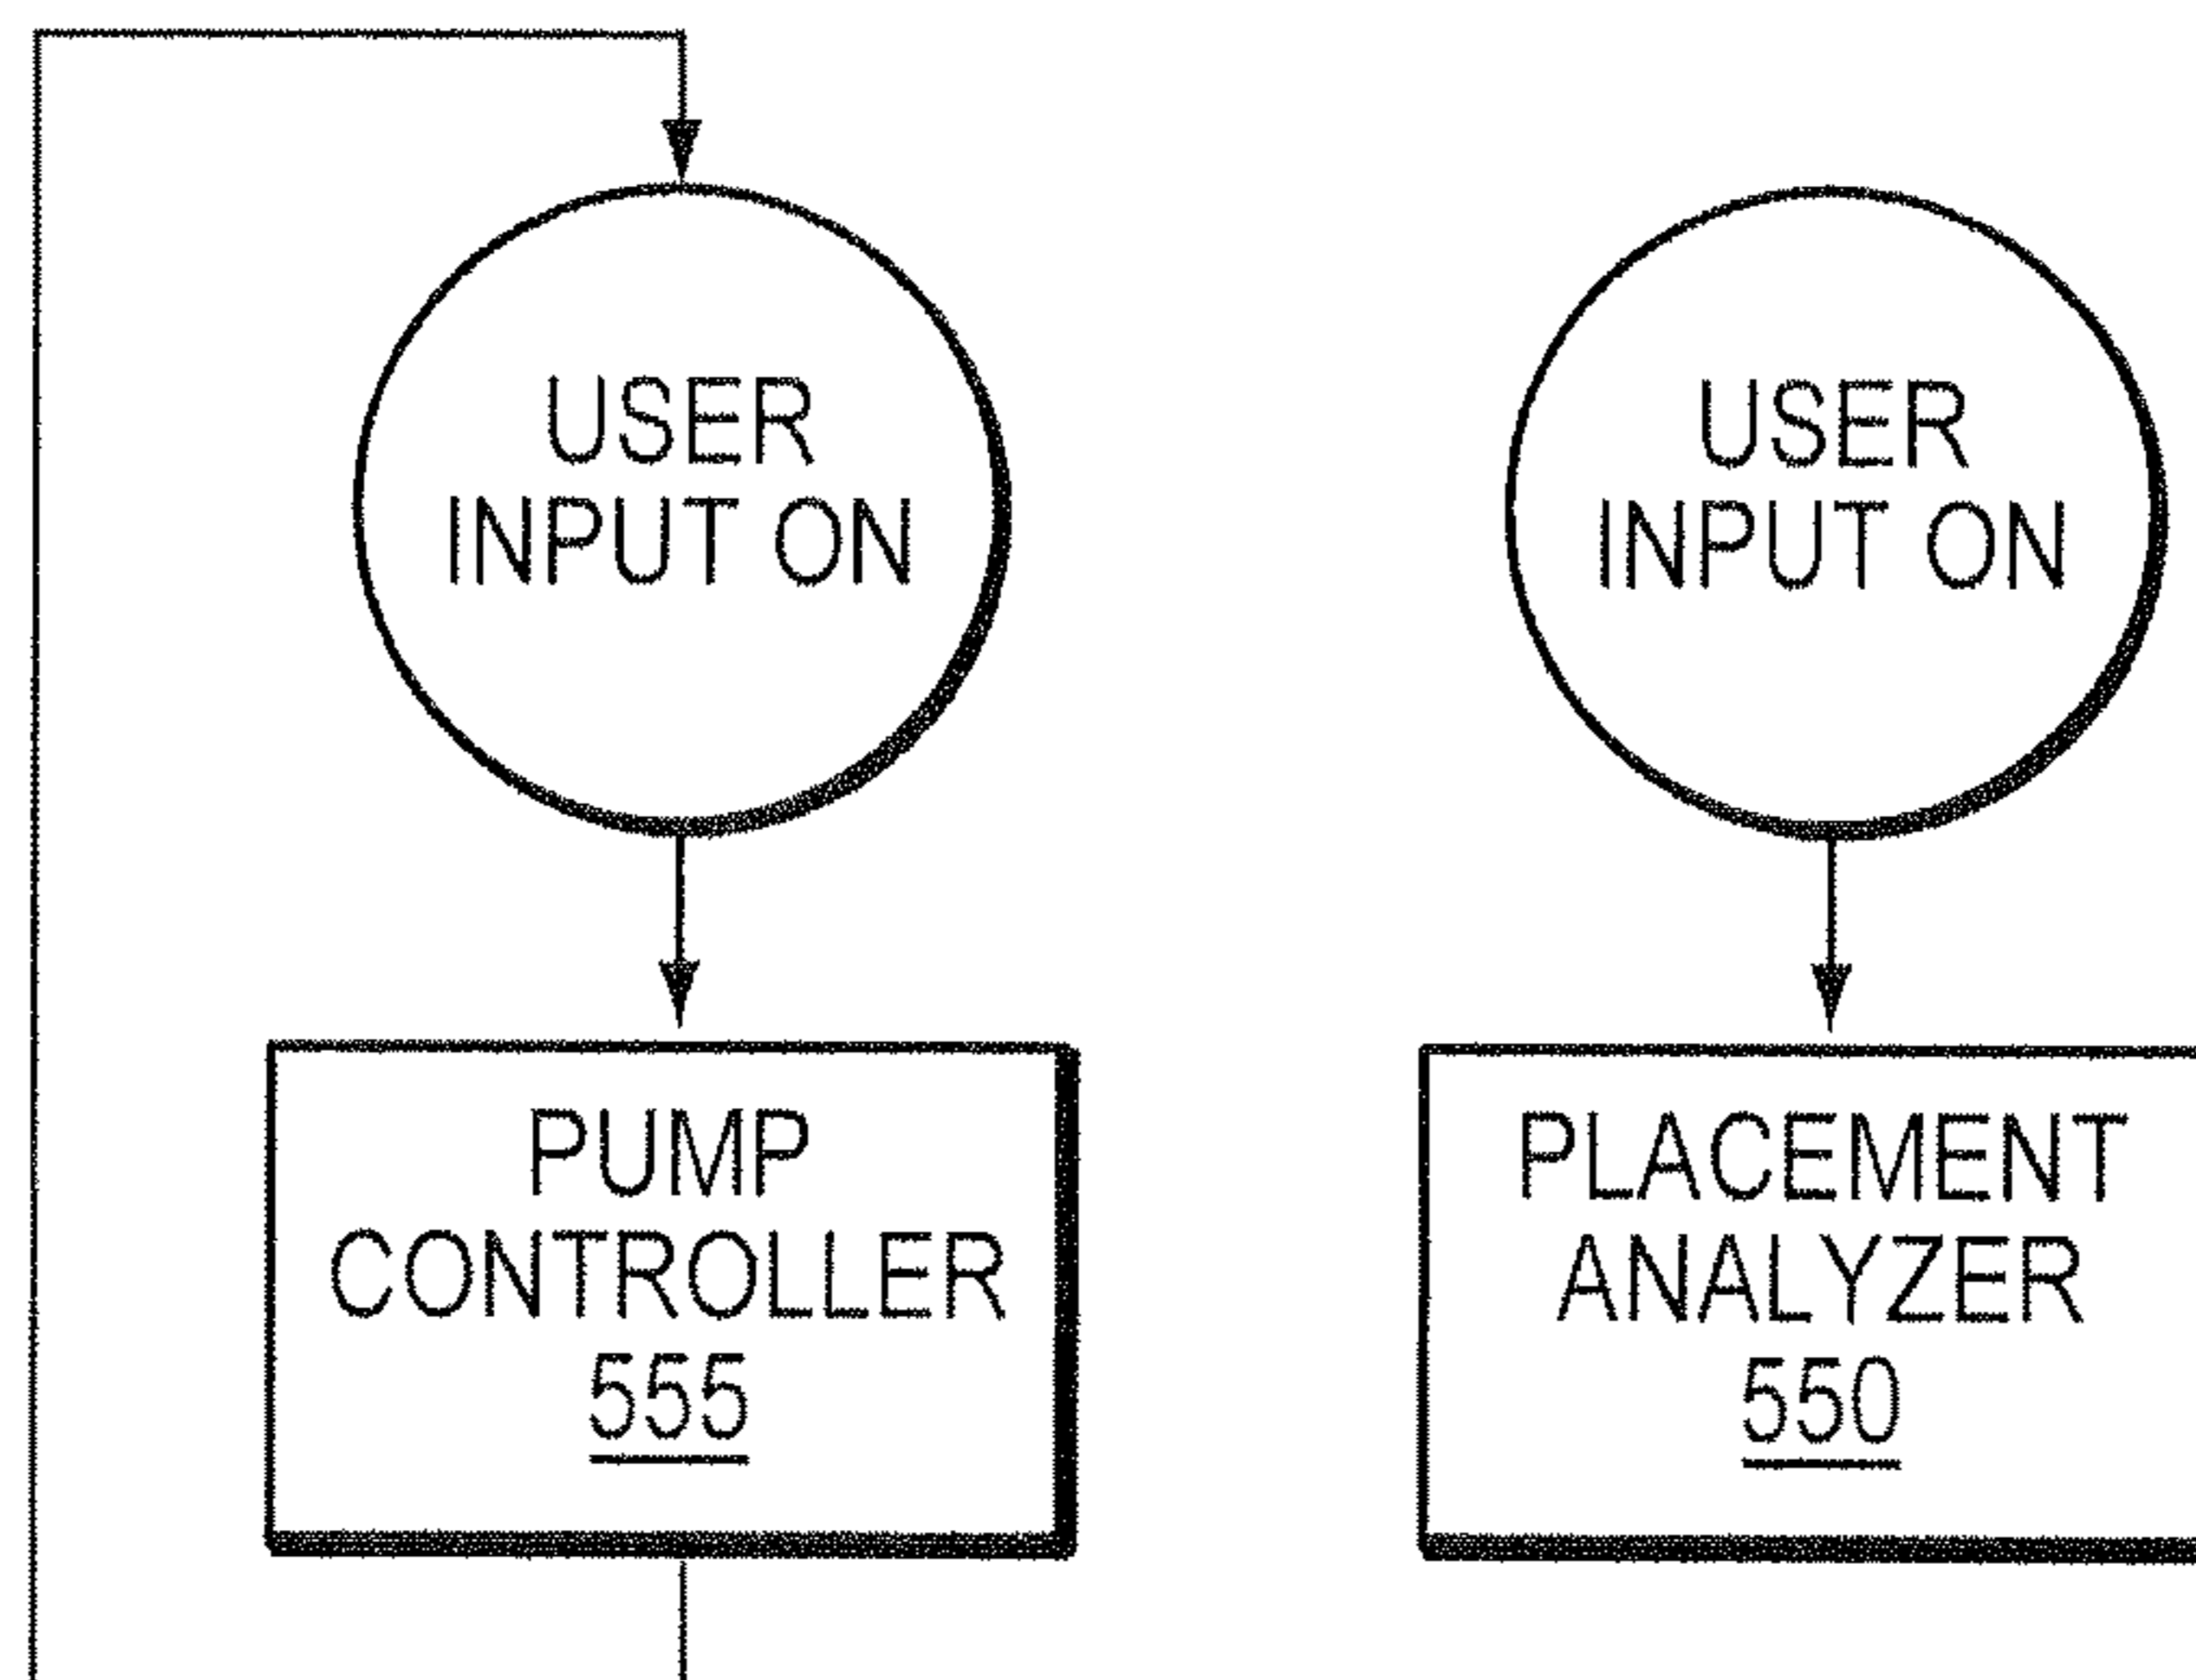 USER
INPUT ON
PUMP
CONTROLLER
555
USER
INPUT ON
PLACEMENT
ANALYZER
550